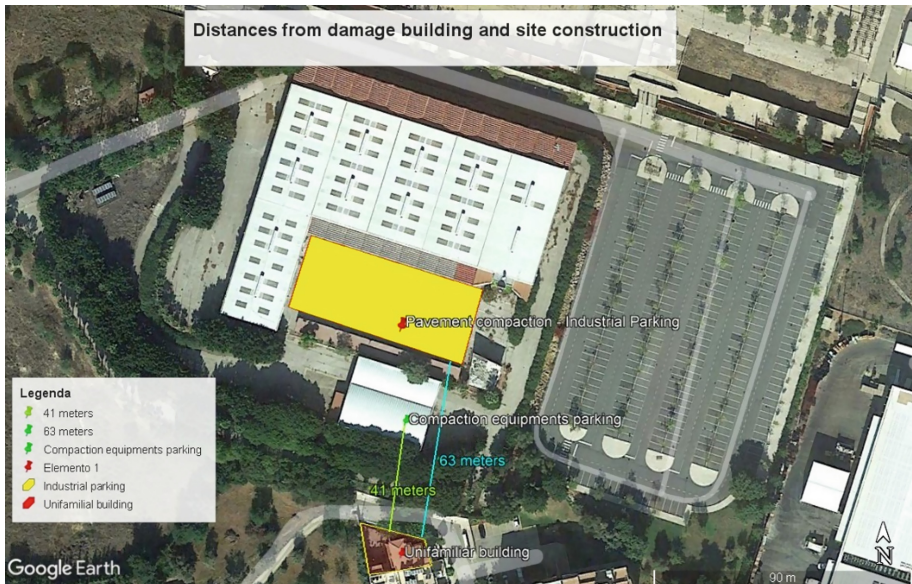 Distances from damage building and site construction
Pavement compaction - Industrial Parking
Legenda
41 meters
63 meters
Compaction equipments parking
Elemento 1
Industrial parking
Unifamilial building
Compaction equipments parking
63 meters
41 meters
Unifamiliar building
Google Earth
N
90 m